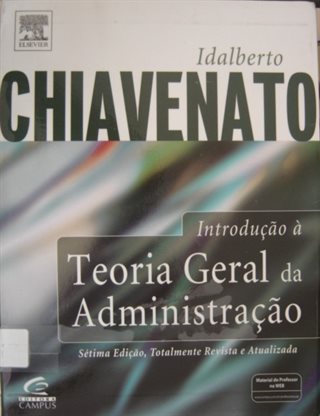 ELSEVIER
Idalberto
CHIAVENATO
Introdução à
Teoria Geral da
Administração
Sétima Edição, Totalmente Revista e Atualizada
Material do Professor
na WEB
EDITORA
CAMPUS